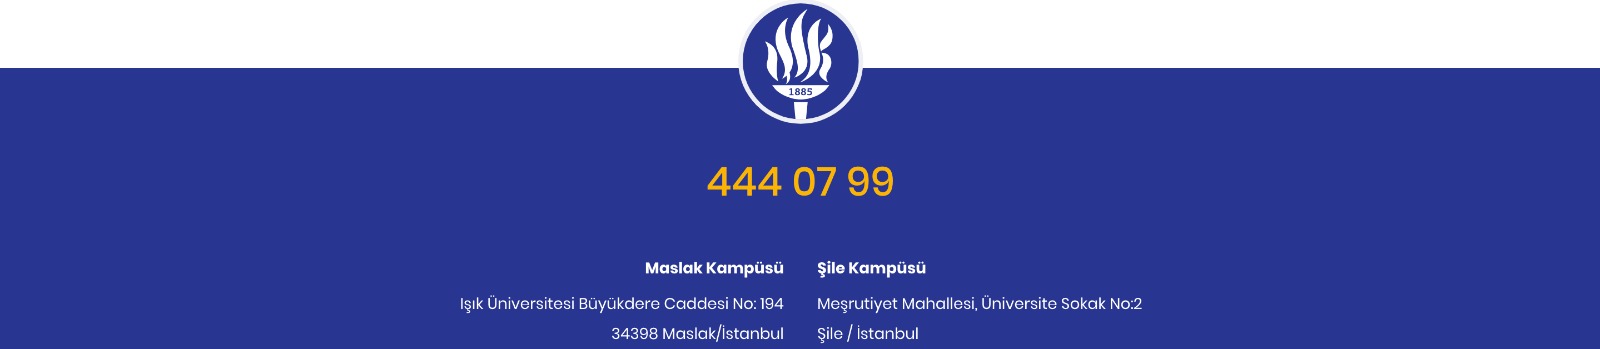 1885
444 07 99
Maslak Kampüsü
Işık Üniversitesi Büyükdere Caddesi No: 194
34398 Maslak/İstanbul
Şile Kampüsü
Meşrutiyet Mahallesi, Üniversite Sokak No:2
Şile / İstanbul